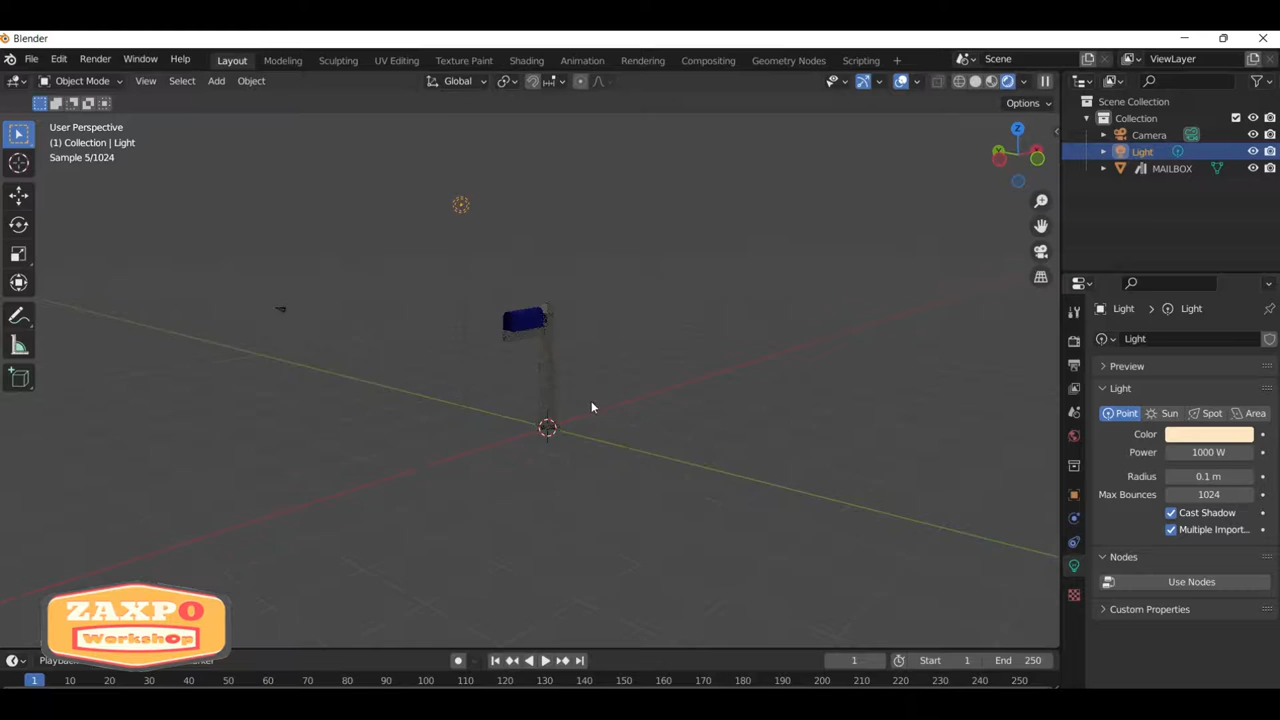 Blender
File Edit Render Window Help Layout Modeling Sculpting UV Editing Texture Paint Shading Animation Rendering Compositing Geometry Nodes Scripting + Scene ViewLayer
Object Mode View Select Add Object Global
Options
User Perspective
(1) Collection | Light
Sample 5/1024
Z
Scene Collection
Collection
Camera
Light
MAILBOX
Light > Light
Light
Preview
Light
Point Sun Spot Area
Color
Power 1000 W
Radius 0.1 m
Max Bounces 1024
Cast Shadow
Multiple Import...
Nodes
Use Nodes
Custom Properties
ZAXPO
Workshop
1 Start 1 End 250
1 10 20 30 40 50 60 70 80 90 100 110 120 130 140 150 160 170 180 190 200 210 220 230 240 250